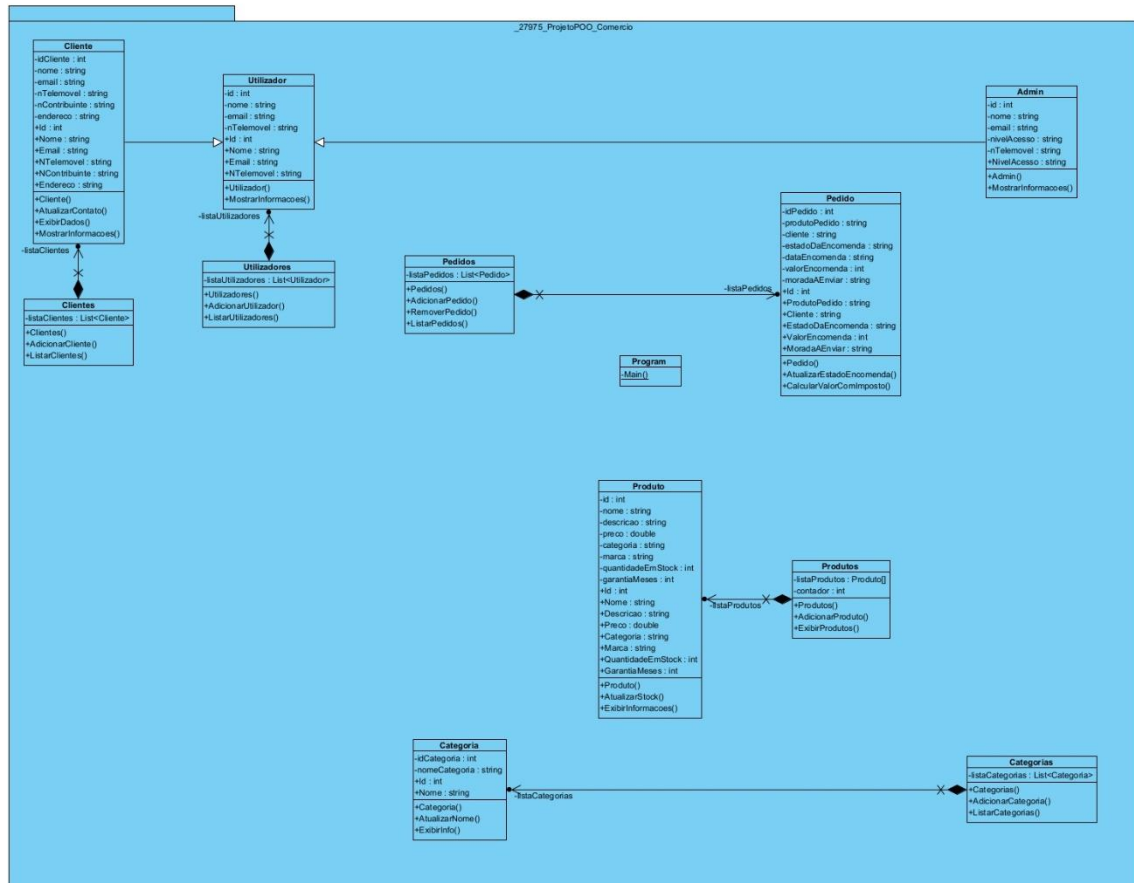 _27975_ProjetoPOO_Comercio
Cliente
-idCliente : int
-nome : string
-email : string
-nTelemovel : string
-nContribuinte : string
-endereco : string
+Id : int
+Nome : string
+Email : string
+NTelemovel : string
+NContribuinte : string
+Endereco : string
+Cliente()
+AtualizarContato()
+ExibirDados()
+MostrarInformacoes()
-listaClientes
Clientes
-listaClientes : List<Cliente>
+Clientes()
+AdicionarCliente()
+ListarClientes()
Utilizador
-id : int
-nome : string
-email : string
-nTelemovel : string
+Id : int
+Nome : string
+Email : string
+NTelemovel : string
+Utilizador()
+MostrarInformacoes()
-listaUtilizadores
Utilizadores
-listaUtilizadores : List<Utilizador>
+Utilizadores()
+AdicionarUtilizador()
+ListarUtilizadores()
Admin
-id : int
-nome : string
-email : string
-nivelAcesso : string
-nTelemovel : string
+NivelAcesso : string
+Admin()
+MostrarInformacoes()
Pedidos
-listaPedidos : List<Pedido>
+Pedidos()
+AdicionarPedido()
+RemoverPedido()
+ListarPedidos()
-listaPedidos
Pedido
-idPedido : int
-produtoPedido : string
-cliente : string
-estadoDaEncomenda : string
-dataEncomenda : string
-valorEncomenda : int
-moradaAEnviar : string
+Id : int
+ProdutoPedido : string
+Cliente : string
+EstadoDaEncomenda : string
+ValorEncomenda : int
+MoradaAEnviar : string
+Pedido()
+AtualizarEstadoEncomenda()
+CalcularValorComImposto()
Program
-Main()
Produto
-id : int
-nome : string
-descricao : string
-preco : double
-categoria : string
-marca : string
-quantidadeEmStock : int
-garantiaMeses : int
+Id : int
+Nome : string
+Descricao : string
+Preco : double
+Categoria : string
+Marca : string
+QuantidadeEmStock : int
+GarantiaMeses : int
+Produto()
+AtualizarStock()
+ExibirInformacoes()
-listaProdutos
Produtos
-listaProdutos : Produto[]
-contador : int
+Produtos()
+AdicionarProduto()
+ExibirProdutos()
Categoria
-idCategoria : int
-nomeCategoria : string
+Id : int
+Nome : string
+Categoria()
+AtualizarNome()
+ExibirInfo()
-listaCategorias
Categorias
-listaCategorias : List<Categoria>
+Categorias()
+AdicionarCategoria()
+ListarCategorias()